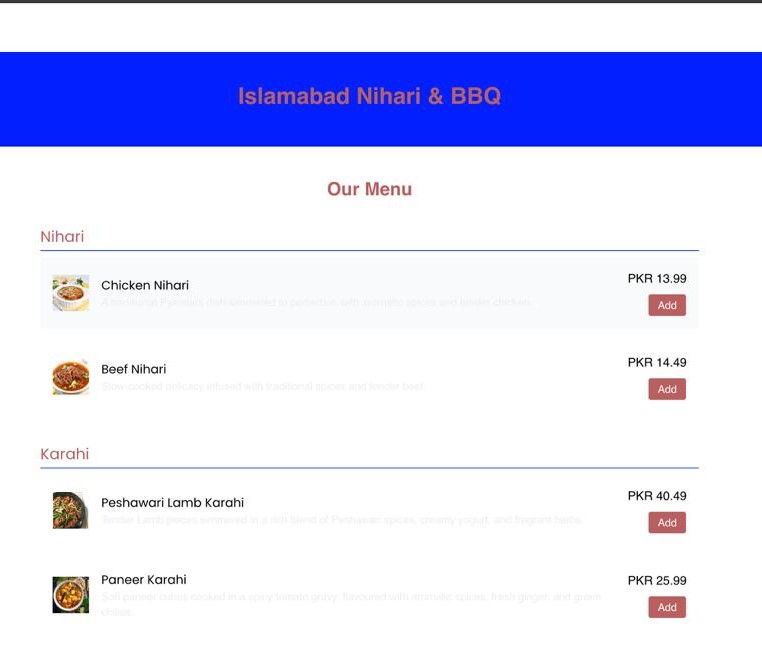 Islamabad Nihari & BBQ
Our Menu
Nihari
Chicken Nihari
PKR 13.99
A traditional Pakistani dish simmered to perfection with aromatic spices and tender chicken.
Add
Beef Nihari
PKR 14.49
Slow-cooked delicacy infused with traditional spices and tender beef.
Add
Karahi
Peshawari Lamb Karahi
PKR 40.49
Tender Lamb pieces simmered in a rich blend of Peshawari spices, creamy yogurt, and fragrant herbs.
Add
Paneer Karahi
PKR 25.99
Soft paneer cubes cooked in a spicy tomato gravy, flavoured with aromatic spices, fresh ginger, and green
chillies.
Add